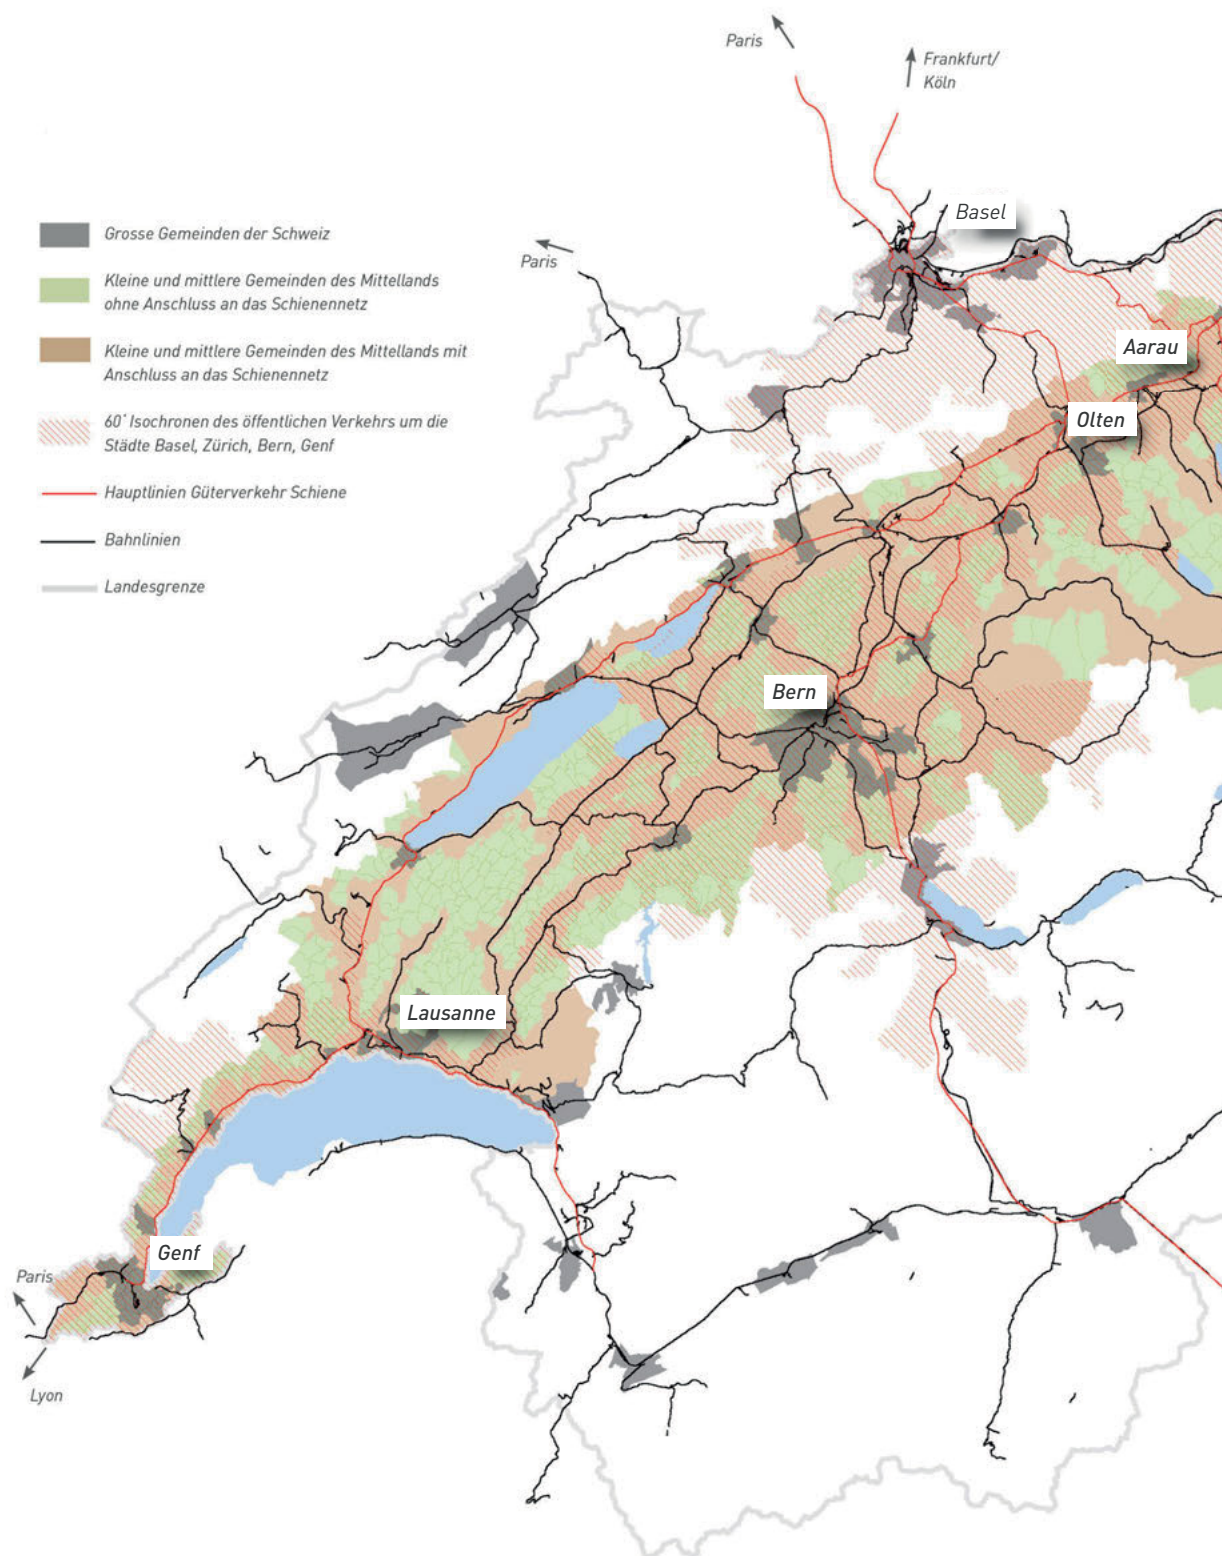 Paris
Frankfurt/
Köln
Basel
Grosse Gemeinden der Schweiz
Paris
Kleine und mittlere Gemeinden des Mittellands
ohne Anschluss an das Schienennetz
Kleine und mittlere Gemeinden des Mittellands mit
Anschluss an das Schienennetz
Aarau
60' Isochronen des öffentlichen Verkehrs um die
Städte Basel, Zürich, Bern, Genf
Olten
Hauptlinien Güterverkehr Schiene
Bahnlinien
Landesgrenze
Bern
Lausanne
Genf
Paris
Lyon